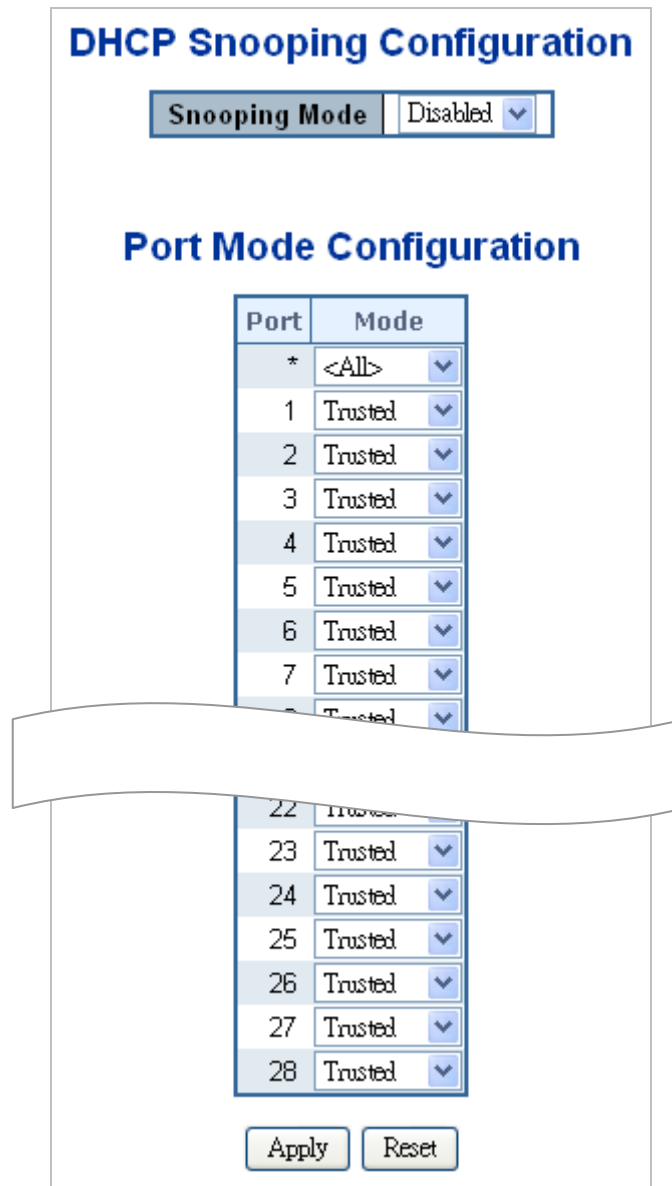 DHCP Snooping Configuration
Snooping Mode Disabled
Port Mode Configuration
Port Mode
* <All>
1 Trusted
2 Trusted
3 Trusted
4 Trusted
5 Trusted
6 Trusted
7 Trusted
Trusted
22
23 Trusted
24 Trusted
25 Trusted
26 Trusted
27 Trusted
28 Trusted
Apply Reset